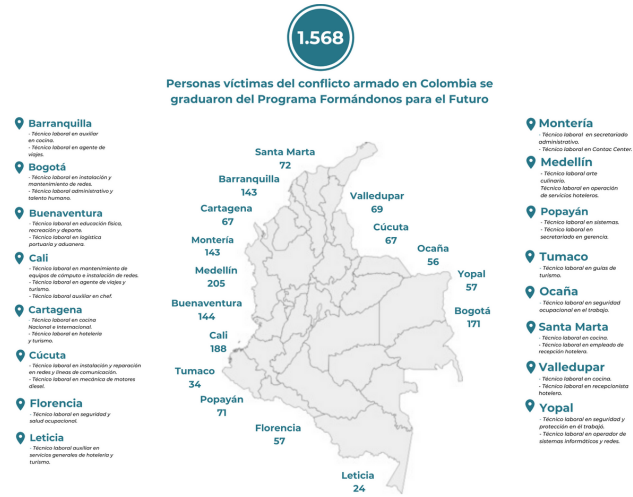 1.568
Personas víctimas del conflicto armado en Colombia se
graduaron del Programa Formándonos para el Futuro
Barranquilla
- Técnico laboral en auxiliar
en cocina.
- Técnico laboral en agente de
viajes.
Bogotá
- Técnico laboral en instalación y
mantenimiento de redes.
- Técnico laboral administrativo y
talento humano.
Buenaventura
- Técnico laboral en educación física,
recreación y deporte.
- Técnico laboral en logística
portuaria y aduanera.
Cali
- Técnico laboral en mantenimiento de
equipos de cómputo e instalación de redes.
- Técnico laboral en agente de viajes y
turismo.
- Técnico laboral auxiliar en chef.
Cartagena
- Técnico laboral en cocina
Nacional e Internacional.
- Técnico laboral en hotelería
y turismo.
Cúcuta
- Técnico laboral en instalación y reparación
en redes y líneas de comunicación.
- Técnico laboral en mecánica de motores
diesel.
Florencia
- Técnico laboral en seguridad y
salud ocupacional.
Leticia
- Técnico laboral auxiliar en
servicios generales de hotelería y
turismo.
Santa Marta
72
Barranquilla
143
Cartagena
67
Montería
143
Medellín
205
Buenaventura
144
Cali
188
Tumaco
34
Popayán
71
Florencia
57
Leticia
24
Valledupar
69
Cúcuta
67
Ocaña
56
Yopal
57
Bogotá
171
Montería
- Técnico laboral en secretariado
administrativo.
- Técnico laboral en Contac Center.
Medellín
- Técnico laboral arte
culinario.
Técnico laboral en operación
de servicios hoteleros.
Popayán
- Técnico laboral en sistemas.
- Técnico laboral en
secretariado en gerencia.
Tumaco
- Técnico laboral en guías de
turismo.
Ocaña
- Técnico laboral en seguridad
ocupacional en el trabajo.
Santa Marta
- Técnico laboral en cocina.
- Técnico laboral en empleado de
recepción hotelera.
Valledupar
- Técnico laboral en cocina.
- Técnico laboral en recepcionista
hotelero.
Yopal
- Técnico laboral en seguridad y
protección en el trabajo.
- Técnico laboral en operador de
sistemas informáticos y redes.